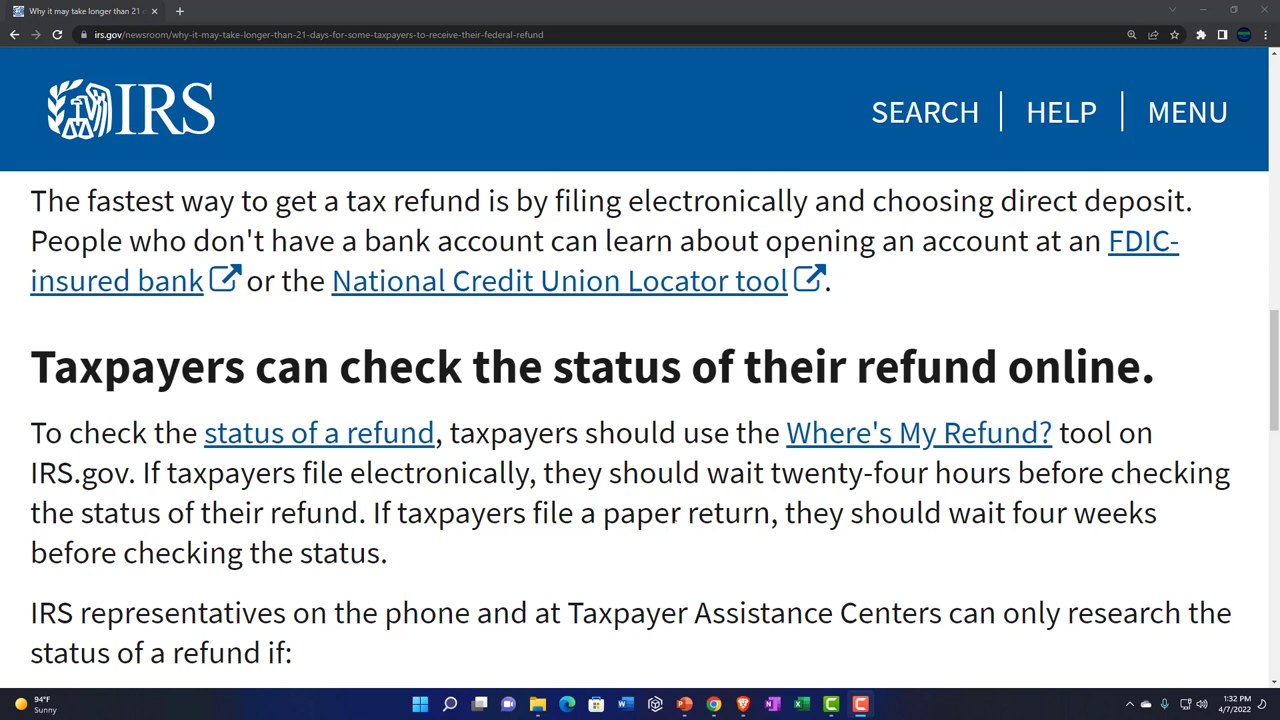 Why it may take longer than 21
irs.gov/newsroom/why-it-may-take-longer-than-21-days-for-some-taxpayers-to-receive-their-federal-refund
IRS
SEARCH HELP MENU
The fastest way to get a tax refund is by filing electronically and choosing direct deposit.
People who don't have a bank account can learn about opening an account at an FDIC-
insured bank or the National Credit Union Locator tool.
Taxpayers can check the status of their refund online.
To check the status of a refund, taxpayers should use the Where's My Refund? tool on
IRS.gov. If taxpayers file electronically, they should wait twenty-four hours before checking
the status of their refund. If taxpayers file a paper return, they should wait four weeks
before checking the status.
IRS representatives on the phone and at Taxpayer Assistance Centers can only research the
status of a refund if:
94°F
Sunny
1:32 PM
4/7/2022